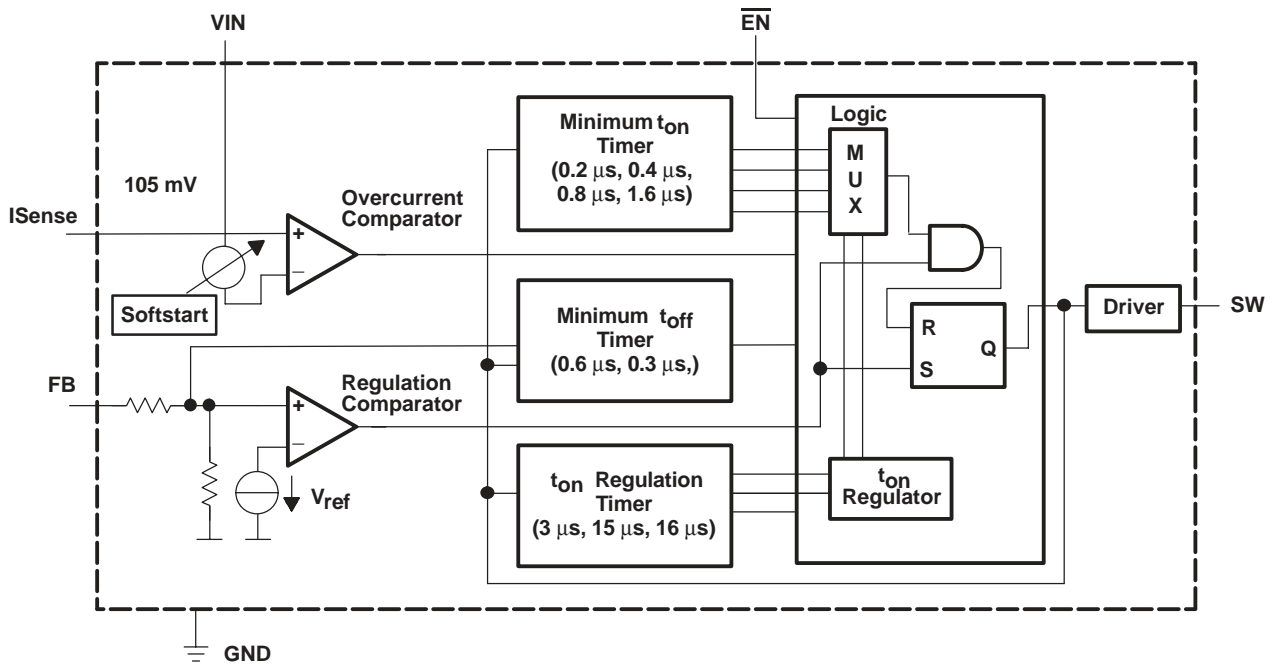 VIN
EN
Minimum ton
Timer
(0.2 μs, 0.4 μs,
0.8 μs, 1.6 μs)
Logic
M
U
X
105 mV
ISense
Overcurrent
Comparator
+
−
Softstart
Minimum toff
Timer
(0.6 μs, 0.3 μs,)
R
S
Q
Driver
SW
FB
Regulation
Comparator
+
−
Vref
ton Regulation
Timer
(3 μs, 15 μs, 16 μs)
ton
Regulator
GND